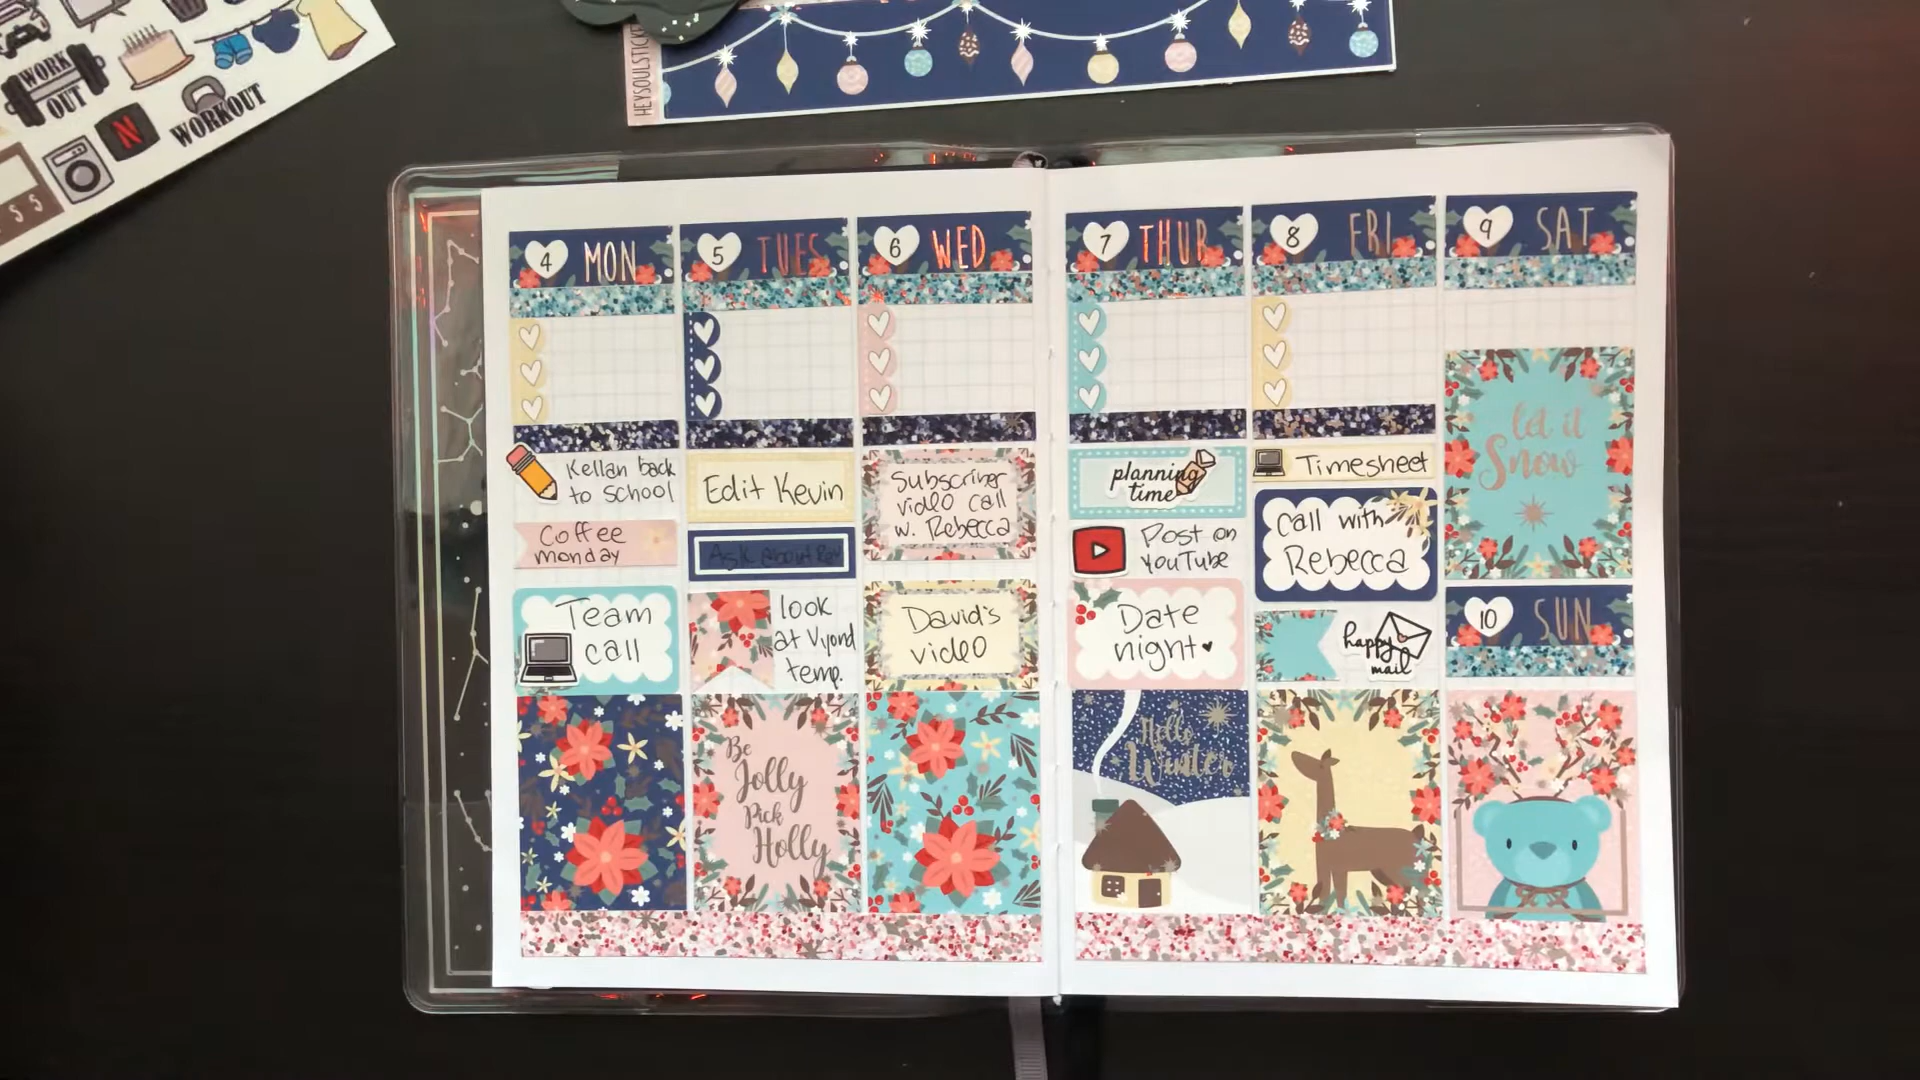 WORK
OUT
WORKOUT
N
HEYSOULSTICKE
4 MON
Kellan back
to school
Coffee
monday
Team
call
5 TUES
Edit Kevin
Ask about
look
at Vyond
temp.
Be
Jolly
Pick
Holly
6 WED
Subscriber
video call
w. Rebecca
David's
video
7 THUR
planning
time
Post on
YouTube
Date
night
Hello
Winter
8 FRI
Timesheet
Call with
Rebecca
happy
mail
9 SAT
let it
Snow
10 SUN